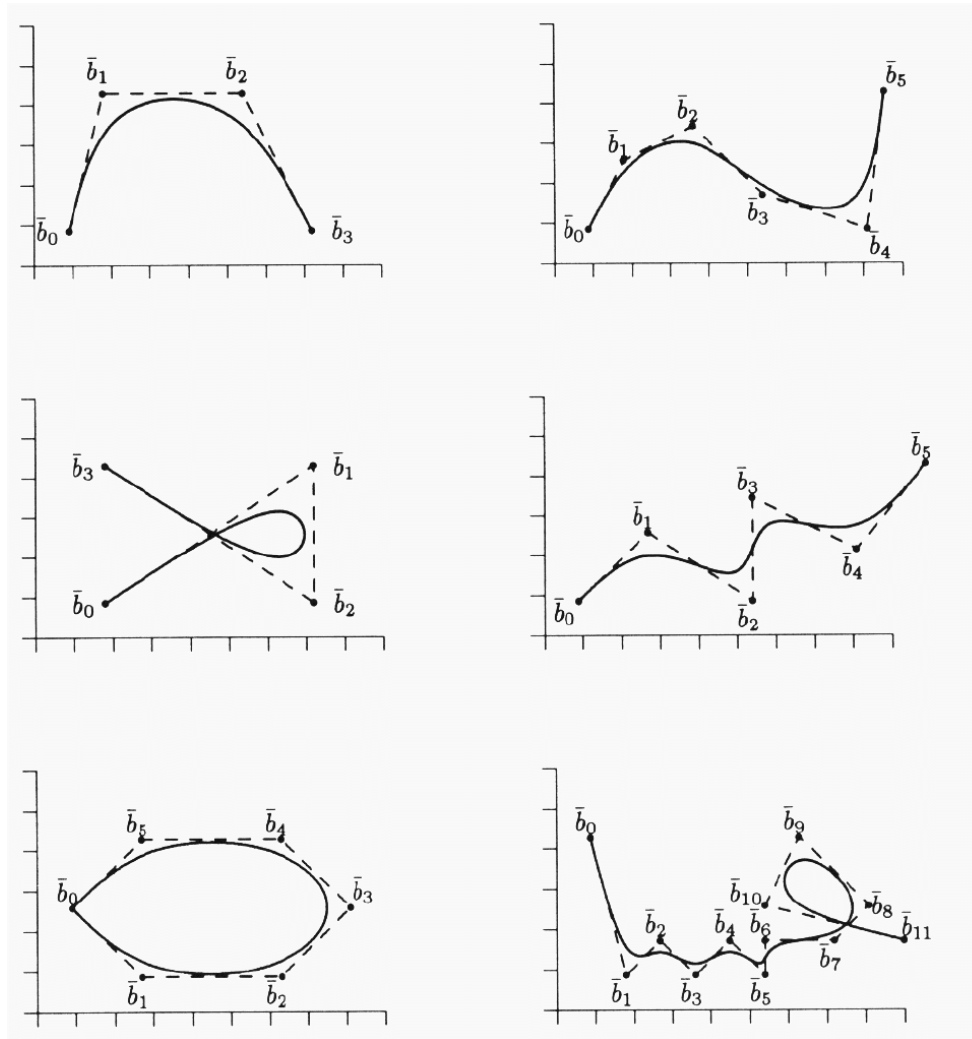 b̄₁ b̄₂
b̄₀ b̄₃
b̄₅
b̄₂
b̄₁
b̄₃
b̄₀ b̄₄
b̄₃ b̄₁
b̄₀ b̄₂
b̄₅
b̄₃
b̄₁
b̄₄
b̄₀ b̄₂
b̄₅ b̄₄
b̄₀ b̄₃
b̄₁ b̄₂
b̄₀ b̄₉
b̄₁₀ b̄₈
b̄₂ b̄₄ b̄₆ b̄₁₁
b̄₇
b̄₁ b̄₃ b̄₅